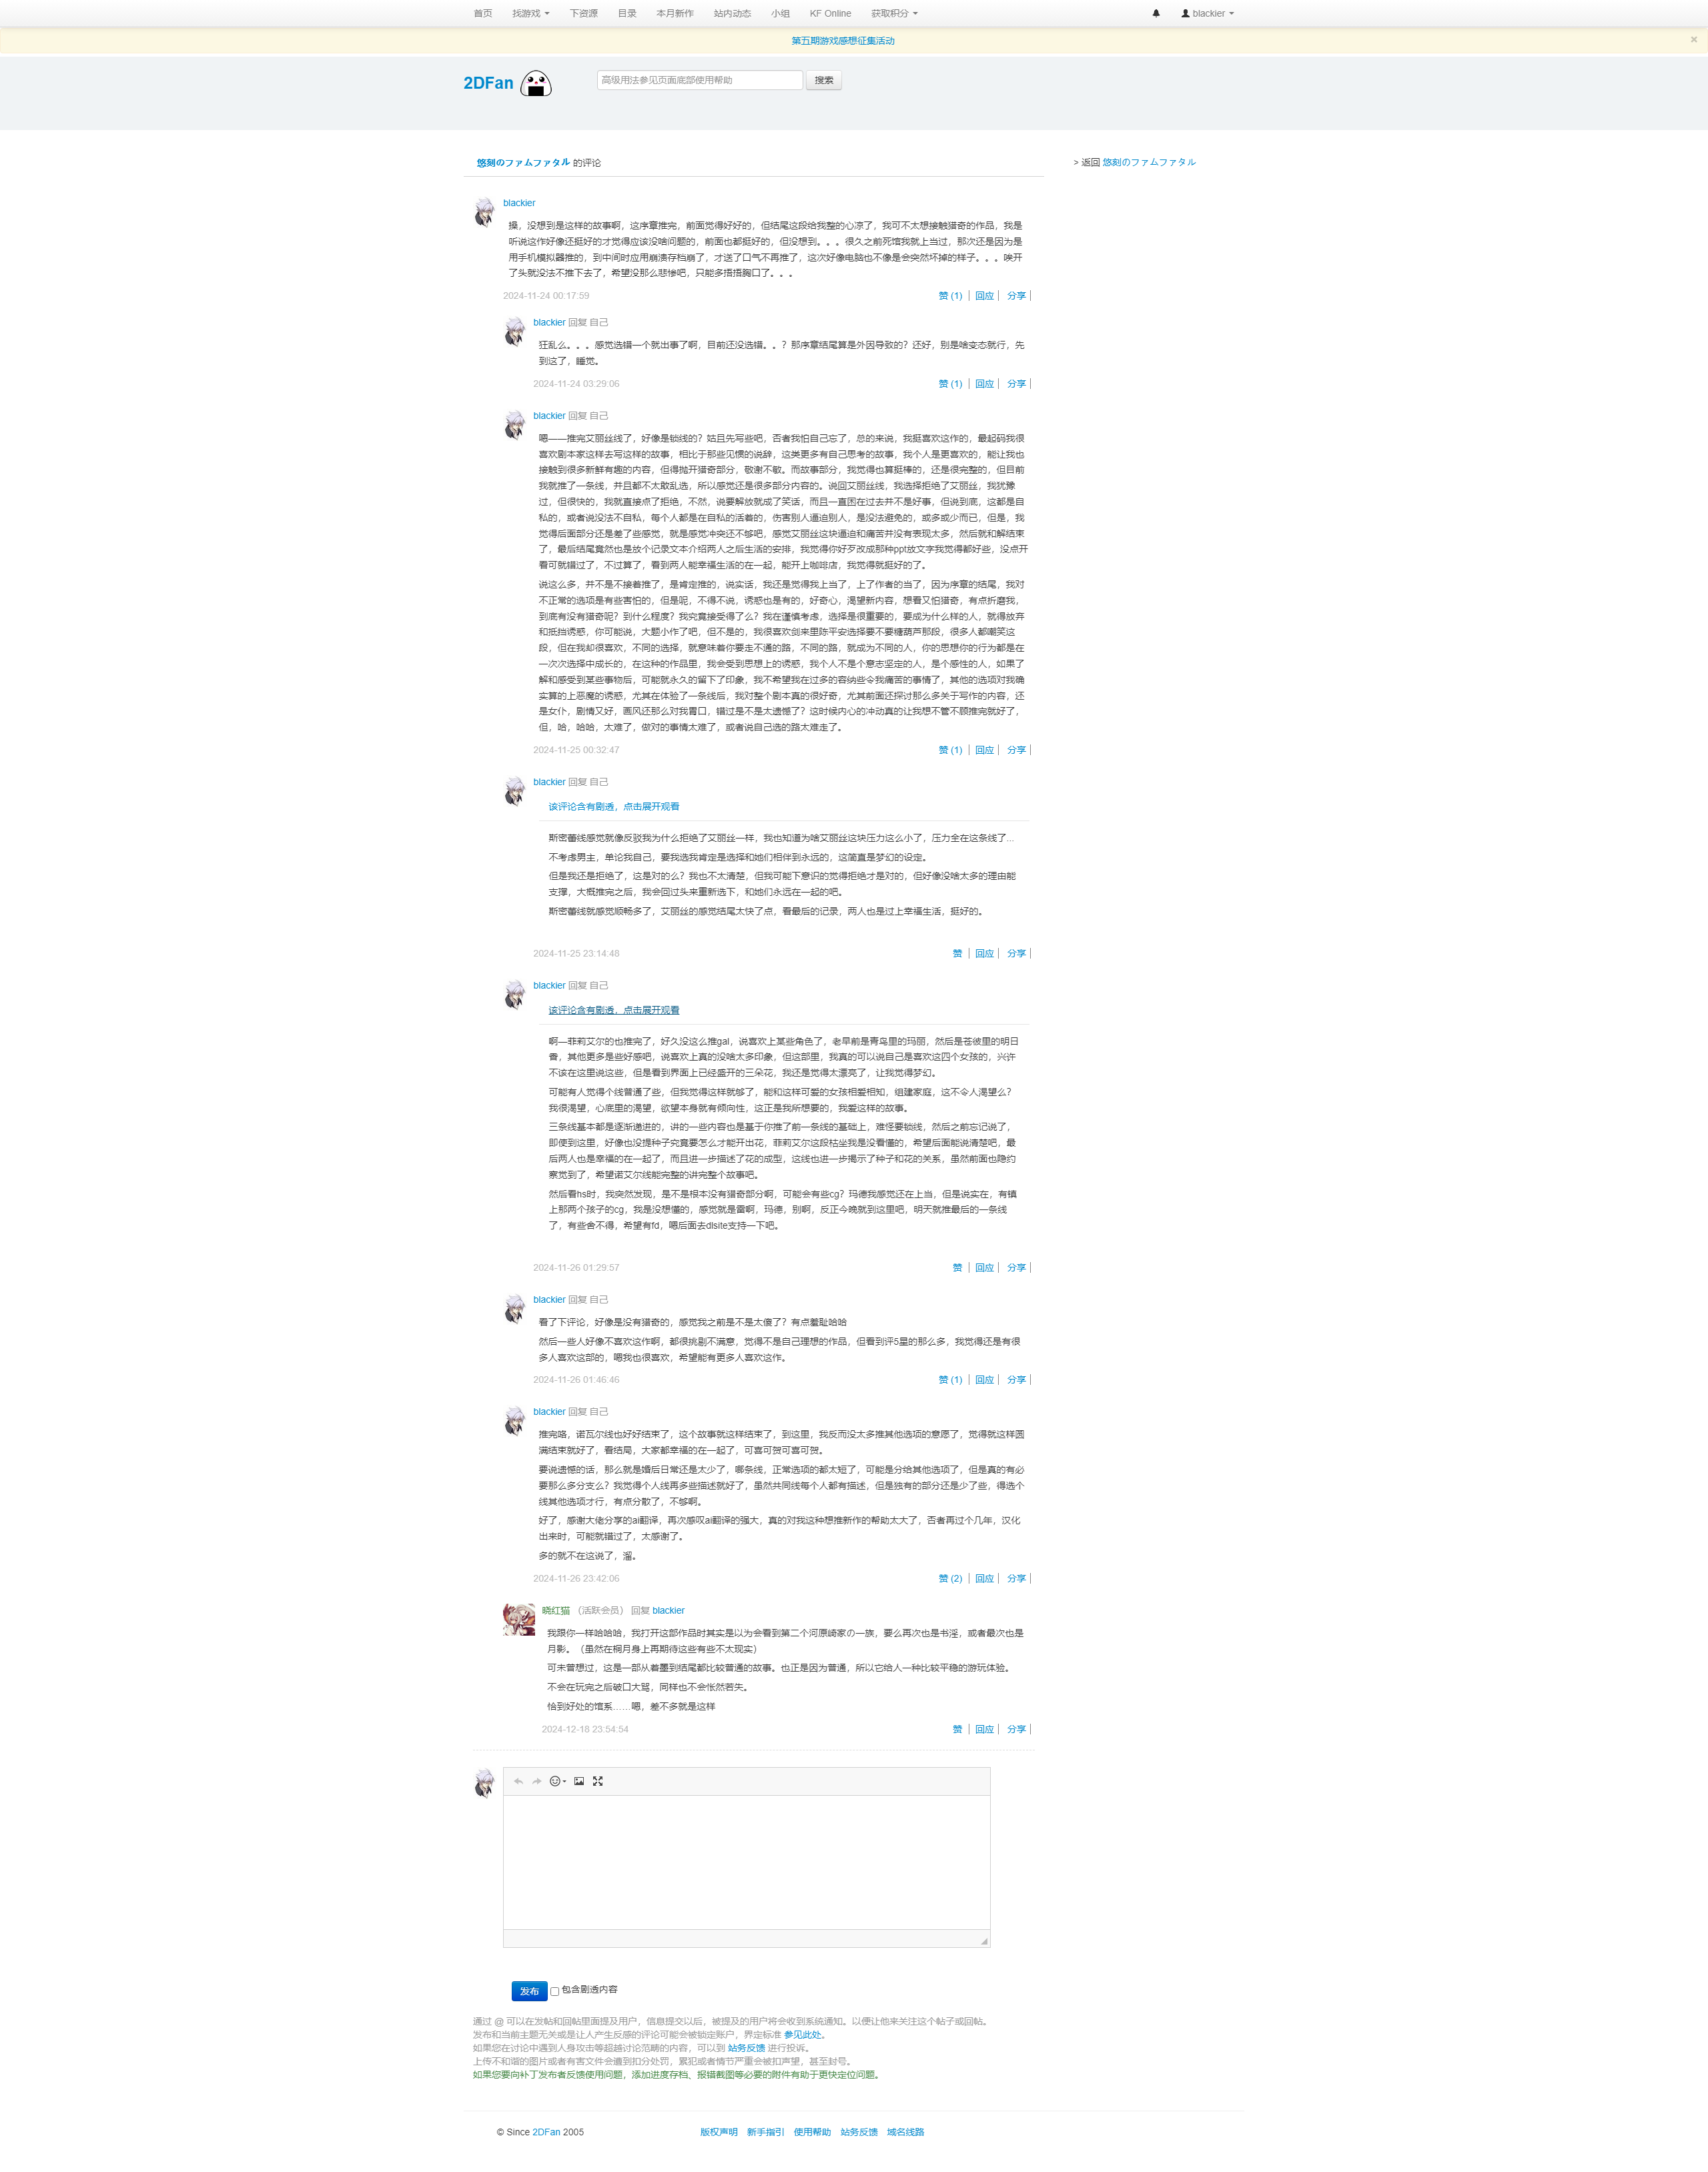 首页 找游戏 下资源 目录 本月新作 站内动态 小组 KF Online 获取积分 blackier
第五期游戏感想征集活动 ×
2DFan 高级用法参见页面底部使用帮助 搜索
悠刻のファムファタル 的评论
> 返回 悠刻のファムファタル
blackier
操，没想到是这样的故事啊，这序章推完，前面觉得好好的，但结尾这段给我整的心凉了，我可不太想接触猎奇的作品，我是
听说这作好像还挺好的才觉得应该没啥问题的，前面也都挺好的，但没想到。。。很久之前死馆我就上当过，那次还是因为是
用手机模拟器推的，到中间时应用崩溃存档崩了，才送了口气不再推了，这次好像电脑也不像是会突然坏掉的样子。。。唉开
了头就没法不推下去了，希望没那么悲惨吧，只能多捂捂胸口了。。。
2024-11-24 00:17:59 赞 (1) 回应 分享
blackier 回复 自己
狂乱么。。。感觉选错一个就出事了啊，目前还没选错。。？那序章结尾算是外因导致的？还好，别是啥变态就行，先
到这了，睡觉。
2024-11-24 03:29:06 赞 (1) 回应 分享
blackier 回复 自己
嗯——推完艾丽丝线了，好像是锁线的？姑且先写些吧，否者我怕自己忘了，总的来说，我挺喜欢这作的，最起码我很
喜欢剧本家这样去写这样的故事，相比于那些见惯的说辞，这类更多有自己思考的故事，我个人是更喜欢的，能让我也
接触到很多新鲜有趣的内容，但得抛开猎奇部分，敬谢不敏。而故事部分，我觉得也算挺棒的，还是很完整的，但目前
我就推了一条线，并且都不太敢乱选，所以感觉还是很多部分内容的。说回艾丽丝线，我选择拒绝了艾丽丝，我犹豫
过，但很快的，我就直接点了拒绝，不然，说要解放就成了笑话，而且一直困在过去并不是好事，但说到底，这都是自
私的，或者说没法不自私，每个人都是在自私的活着的，伤害别人逼迫别人，是没法避免的，或多或少而已，但是，我
觉得后面部分还是差了些感觉，就是感觉冲突还不够吧，感觉艾丽丝这块逼迫和痛苦并没有表现太多，然后就和解结束
了，最后结尾竟然也是放个记录文本介绍两人之后生活的安排，我觉得你好歹改成那种ppt放文字我觉得都好些，没点开
看可就错过了，不过算了，看到两人能幸福生活的在一起，能开上咖啡店，我觉得就挺好的了。
说这么多，并不是不接着推了，是肯定推的，说实话，我还是觉得我上当了，上了作者的当了，因为序章的结尾，我对
不正常的选项是有些害怕的，但是呢，不得不说，诱惑也是有的，好奇心，渴望新内容，想看又怕猎奇，有点折磨我，
到底有没有猎奇呢？到什么程度？我究竟接受得了么？我在谨慎考虑，选择是很重要的，要成为什么样的人，就得放弃
和抵挡诱惑，你可能说，大题小作了吧，但不是的，我很喜欢剑来里陈平安选择要不要糖葫芦那段，很多人都嘲笑这
段，但在我却很喜欢，不同的选择，就意味着你要走不通的路，不同的路，就成为不同的人，你的思想你的行为都是在
一次次选择中成长的，在这种的作品里，我会受到思想上的诱惑，我个人不是个意志坚定的人，是个感性的人，如果了
解和感受到某些事物后，可能就永久的留下了印象，我不希望我在过多的容纳些令我痛苦的事情了，其他的选项对我确
实算的上恶魔的诱惑，尤其在体验了一条线后，我对整个剧本真的很好奇，尤其前面还探讨那么多关于写作的内容，还
是女仆，剧情又好，画风还那么对我胃口，错过是不是太遗憾了？这时候内心的冲动真的让我想不管不顾推完就好了，
但，哈，哈哈，太难了，做对的事情太难了，或者说自己选的路太难走了。
2024-11-25 00:32:47 赞 (1) 回应 分享
blackier 回复 自己
该评论含有剧透，点击展开观看
斯密蕾线感觉就像反驳我为什么拒绝了艾丽丝一样，我也知道为啥艾丽丝这块压力这么小了，压力全在这条线了...
不考虑男主，单论我自己，要我选我肯定是选择和她们相伴到永远的，这简直是梦幻的设定。
但是我还是拒绝了，这是对的么？我也不太清楚，但我可能下意识的觉得拒绝才是对的，但好像没啥太多的理由能
支撑，大概推完之后，我会回过头来重新选下，和她们永远在一起的吧。
斯密蕾线就感觉顺畅多了，艾丽丝的感觉结尾太快了点，看最后的记录，两人也是过上幸福生活，挺好的。
2024-11-25 23:14:48 赞 回应 分享
blackier 回复 自己
该评论含有剧透，点击展开观看
啊—菲莉艾尔的也推完了，好久没这么推gal，说喜欢上某些角色了，老早前是青鸟里的玛丽，然后是苍彼里的明日
香，其他更多是些好感吧，说喜欢上真的没啥太多印象，但这部里，我真的可以说自己是喜欢这四个女孩的，兴许
不该在这里说这些，但是看到界面上已经盛开的三朵花，我还是觉得太漂亮了，让我觉得梦幻。
可能有人觉得个线普通了些，但我觉得这样就够了，能和这样可爱的女孩相爱相知，组建家庭，这不令人渴望么？
我很渴望，心底里的渴望，欲望本身就有倾向性，这正是我所想要的，我爱这样的故事。
三条线基本都是逐渐递进的，讲的一些内容也是基于你推了前一条线的基础上，难怪要锁线，然后之前忘记说了，
即使到这里，好像也没提种子究竟要怎么才能开出花，菲莉艾尔这段枯坐我是没看懂的，希望后面能说清楚吧，最
后两人也是幸福的在一起了，而且进一步描述了花的成型，这线也进一步揭示了种子和花的关系，虽然前面也隐约
察觉到了，希望诺艾尔线能完整的讲完整个故事吧。
然后看hs时，我突然发现，是不是根本没有猎奇部分啊，可能会有些cg？玛德我感觉还在上当，但是说实在，有镇
上那两个孩子的cg，我是没想懂的，感觉就是雷啊，玛德，别啊，反正今晚就到这里吧，明天就推最后的一条线
了，有些舍不得，希望有fd，嗯后面去dlsite支持一下吧。
2024-11-26 01:29:57 赞 回应 分享
blackier 回复 自己
看了下评论，好像是没有猎奇的，感觉我之前是不是太傻了？有点羞耻哈哈
然后一些人好像不喜欢这作啊，都很挑剔不满意，觉得不是自己理想的作品，但看到评5星的那么多，我觉得还是有很
多人喜欢这部的，嗯我也很喜欢，希望能有更多人喜欢这作。
2024-11-26 01:46:46 赞 (1) 回应 分享
blackier 回复 自己
推完咯，诺瓦尔线也好好结束了，这个故事就这样结束了，到这里，我反而没太多推其他选项的意愿了，觉得就这样圆
满结束就好了，看结局，大家都幸福的在一起了，可喜可贺可喜可贺。
要说遗憾的话，那么就是婚后日常还是太少了，哪条线，正常选项的都太短了，可能是分给其他选项了，但是真的有必
要那么多分支么？我觉得个人线再多些描述就好了，虽然共同线每个人都有描述，但是独有的部分还是少了些，得选个
线其他选项才行，有点分散了，不够啊。
好了，感谢大佬分享的ai翻译，再次感叹ai翻译的强大，真的对我这种想推新作的帮助太大了，否者再过个几年，汉化
出来时，可能就错过了，太感谢了。
多的就不在这说了，溜。
2024-11-26 23:42:06 赞 (2) 回应 分享
晓红猫 （活跃会员） 回复 blackier
我跟你一样哈哈哈，我打开这部作品时其实是以为会看到第二个河原崎家の一族，要么再次也是书淫，或者最次也是
月影。（虽然在桐月身上再期待这些有些不太现实）
可未曾想过，这是一部从着墨到结尾都比较普通的故事。也正是因为普通，所以它给人一种比较平稳的游玩体验。
不会在玩完之后破口大骂，同样也不会怅然若失。
恰到好处的馆系……嗯，差不多就是这样
2024-12-18 23:54:54 赞 回应 分享
发布 包含剧透内容
通过 @ 可以在发帖和回帖里面提及用户，信息提交以后，被提及的用户将会收到系统通知。以便让他来关注这个帖子或回帖。
发布和当前主题无关或是让人产生反感的评论可能会被锁定账户，界定标准 参见此处。
如果您在讨论中遇到人身攻击等超越讨论范畴的内容，可以到 站务反馈 进行投诉。
上传不和谐的图片或者有害文件会遭到扣分处罚，累犯或者情节严重会被扣声望，甚至封号。
如果您要向补丁发布者反馈使用问题，添加进度存档、报错截图等必要的附件有助于更快定位问题。
© Since 2DFan 2005 版权声明 新手指引 使用帮助 站务反馈 域名线路